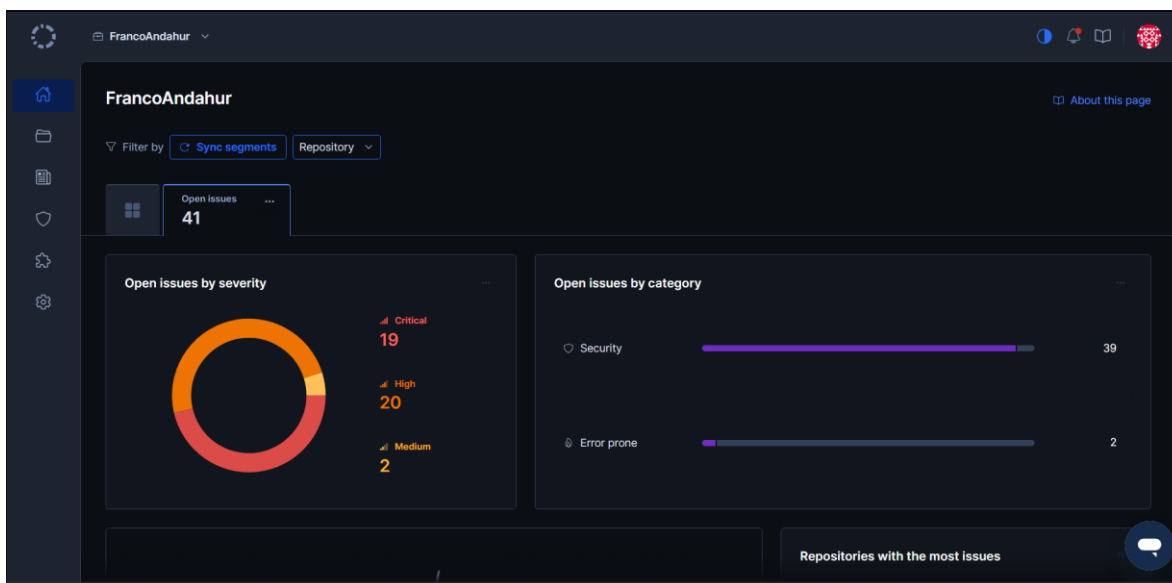 FrancoAndahur
FrancoAndahur
About this page
Filter by
Sync segments
Repository
Open issues
...
41
Open issues by severity
...
Critical
19
High
20
Medium
2
Open issues by category
...
Security
39
Error prone
2
Repositories with the most issues